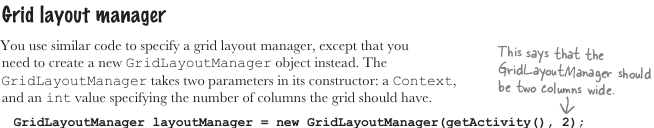 Grid layout manager
You use similar code to specify a grid layout manager, except that you
need to create a new GridLayoutManager object instead. The
GridLayoutManager takes two parameters in its constructor: a Context,
and an int value specifying the number of columns the grid should have.
This says that the
GridLayoutManager should
be two columns wide.
GridLayoutManager layoutManager = new GridLayoutManager(getActivity(), 2);